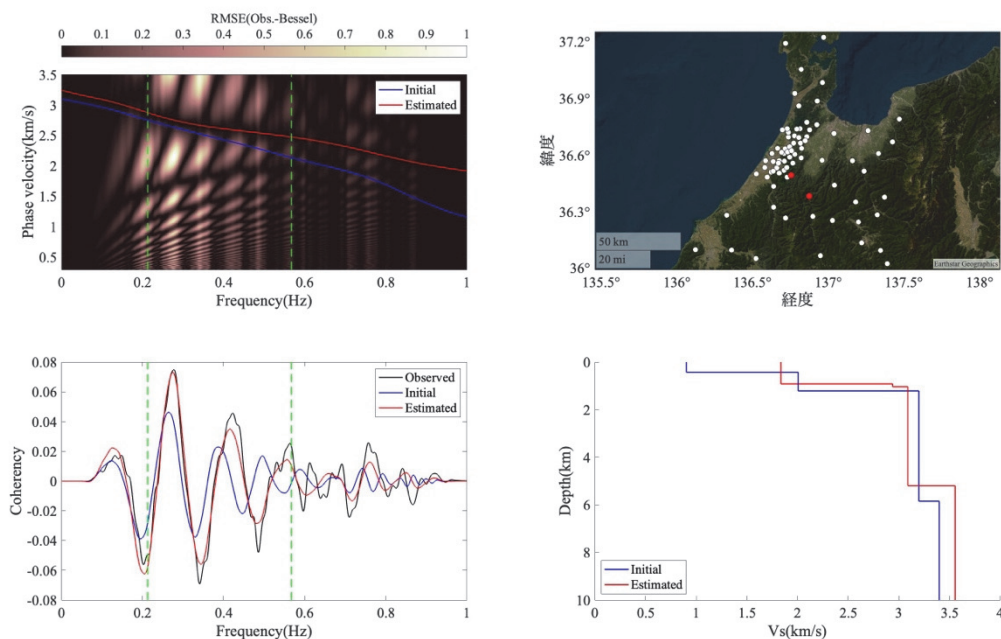 RMSE(Obs.-Bessel)
0 0.1 0.2 0.3 0.4 0.5 0.6 0.7 0.8 0.9 1
3.5
3
2.5
2
1.5
1
0.5
Phase velocity(km/s)
Initial
Estimated
0 0.2 0.4 0.6 0.8 1
Frequency(Hz)
37.2°
36.9°
36.6°
36.3°
36°
緯度
50 km
20 mi
Earthstar Geographics
135.5° 136° 136.5° 137° 137.5° 138°
経度
0.08
0.06
0.04
0.02
0
-0.02
-0.04
-0.06
-0.08
Coherency
Observed
Initial
Estimated
0 0.2 0.4 0.6 0.8 1
Frequency(Hz)
0
2
4
6
8
10
Depth(km)
Initial
Estimated
0 0.5 1 1.5 2 2.5 3 3.5 4
Vs(km/s)